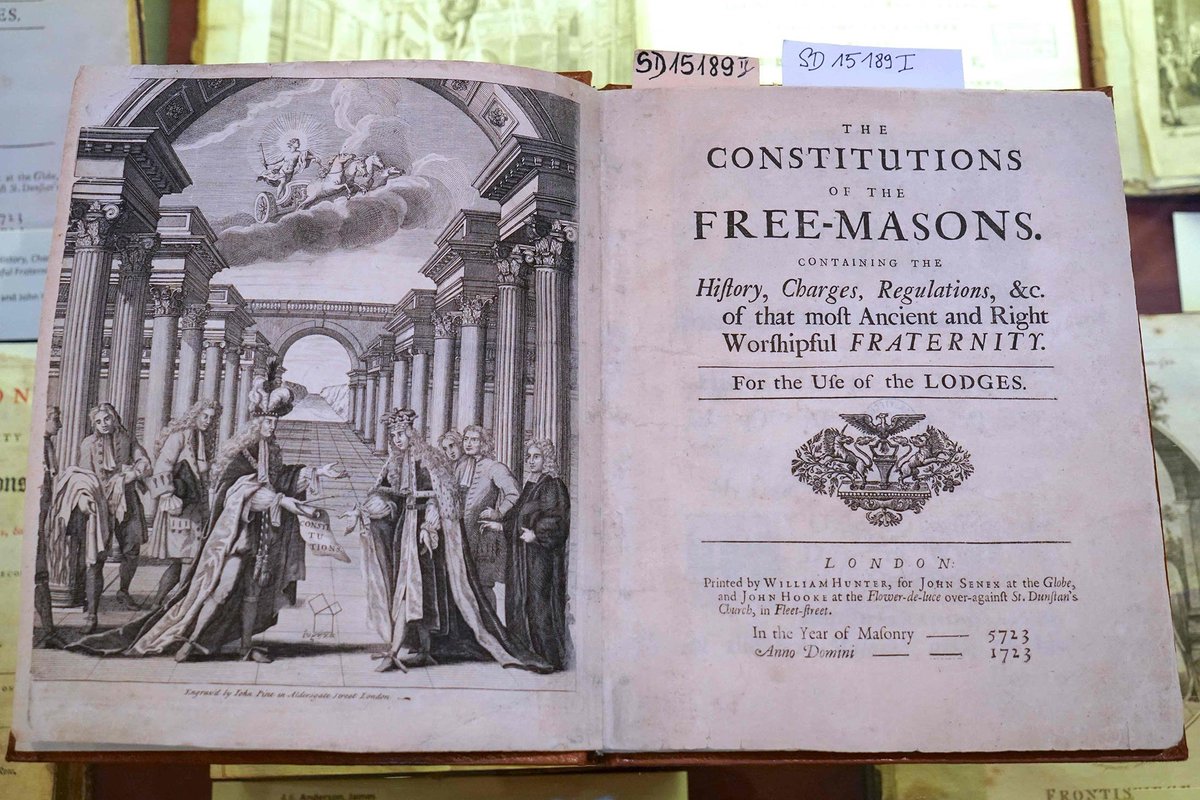 SD15189 II
SD 15189 I
CONSTITU
TU
TIONS
Engrav'd by John Pine in Aldersgate Street London
THE
CONSTITUTIONS
OF THE
FREE-MASONS.
CONTAINING THE
Hiſtory, Charges, Regulations, &c.
of that moſt Ancient and Right
Worſhipful FRATERNITY.
For the Uſe of the LODGES.
LONDON:
Printed by WILLIAM HUNTER, for JOHN SENEX at the Globe,
and JOHN HOOKE at the Flower-de-luce over-againſt St. Dunſtan's
Church, in Fleet-ſtreet.
In the Year of Maſonry —— 5723
Anno Domini —— —— 1723